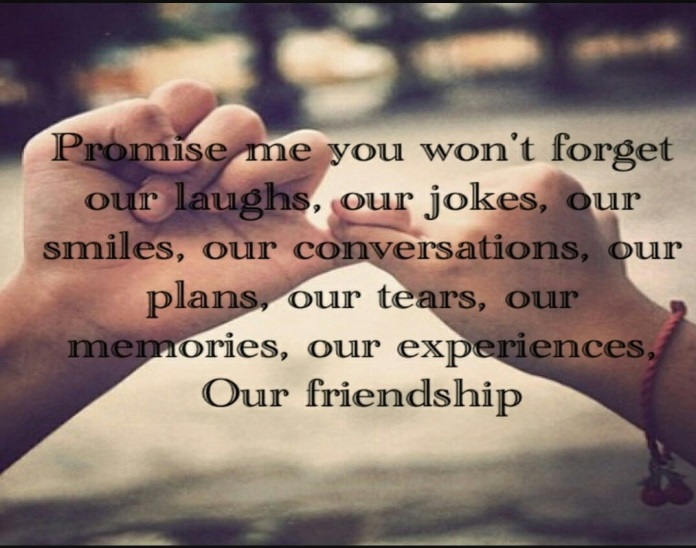 Promise me you won't forget
our laughs, our jokes, our
smiles, our conversations, our
plans, our tears, our
memories, our experiences,
Our friendship